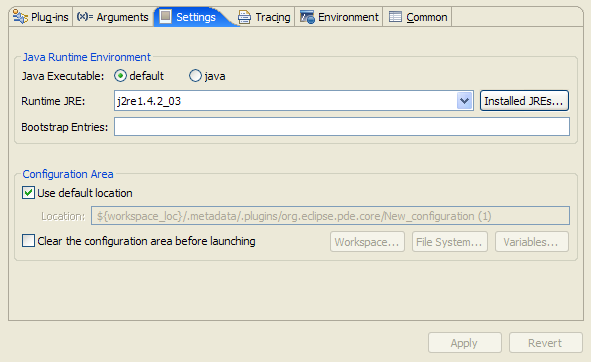 Plug-ins (x)= Arguments Settings Tracing Environment Common
Java Runtime Environment
Java Executable: default java
Runtime JRE: j2re1.4.2_03 Installed JREs...
Bootstrap Entries:
Configuration Area
Use default location
Location: ${workspace_loc}/.metadata/.plugins/org.eclipse.pde.core/New_configuration (1)
Clear the configuration area before launching Workspace... File System... Variables...
Apply Revert